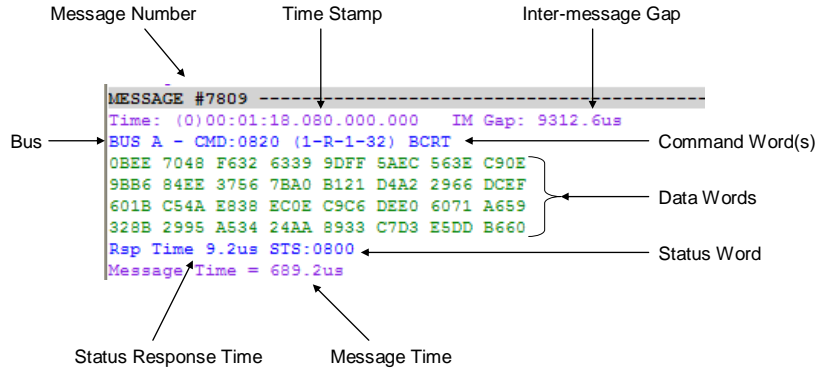 Message Number
Time Stamp
Inter-message Gap
MESSAGE #7809 ------------------------------------------------
Time: (0)00:01:18.080.000.000 IM Gap: 9312.6us
Bus
BUS A - CMD:0820 (1-R-1-32) BCRT
Command Word(s)
0BEE 7048 F632 6339 9DFF 5AEC 563E C90E
9BB6 84EE 3756 7BA0 B121 D4A2 2966 DCEF
Data Words
601B C54A E838 EC0E C9C6 DEE0 6071 A659
328B 2995 A534 24AA 8933 C7D3 E5DD B660
Rsp Time 9.2us STS:0800
Status Word
Message Time = 689.2us
Status Response Time
Message Time